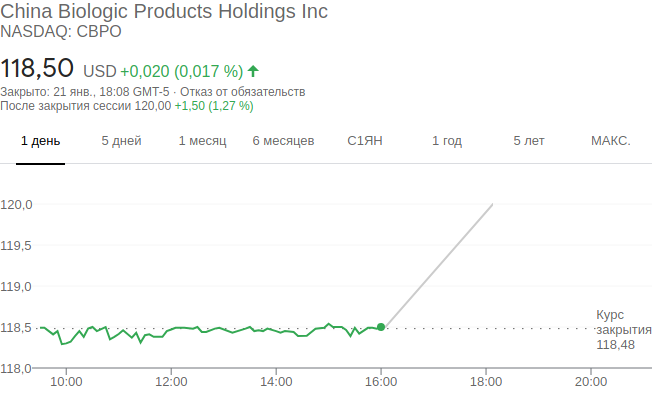 China Biologic Products Holdings Inc
NASDAQ: CBPO
118,50 USD +0,020 (0,017 %)
Закрыто: 21 янв., 18:08 GMT-5 · Отказ от обязательств
После закрытия сессии 120,00 +1,50 (1,27 %)
1 день 5 дней 1 месяц 6 месяцев С1ЯН 1 год 5 лет МАКС.
120,0
119,5
119,0
118,5
118,0
Курс
закрытия
118,48
10:00 12:00 14:00 16:00 18:00 20:00